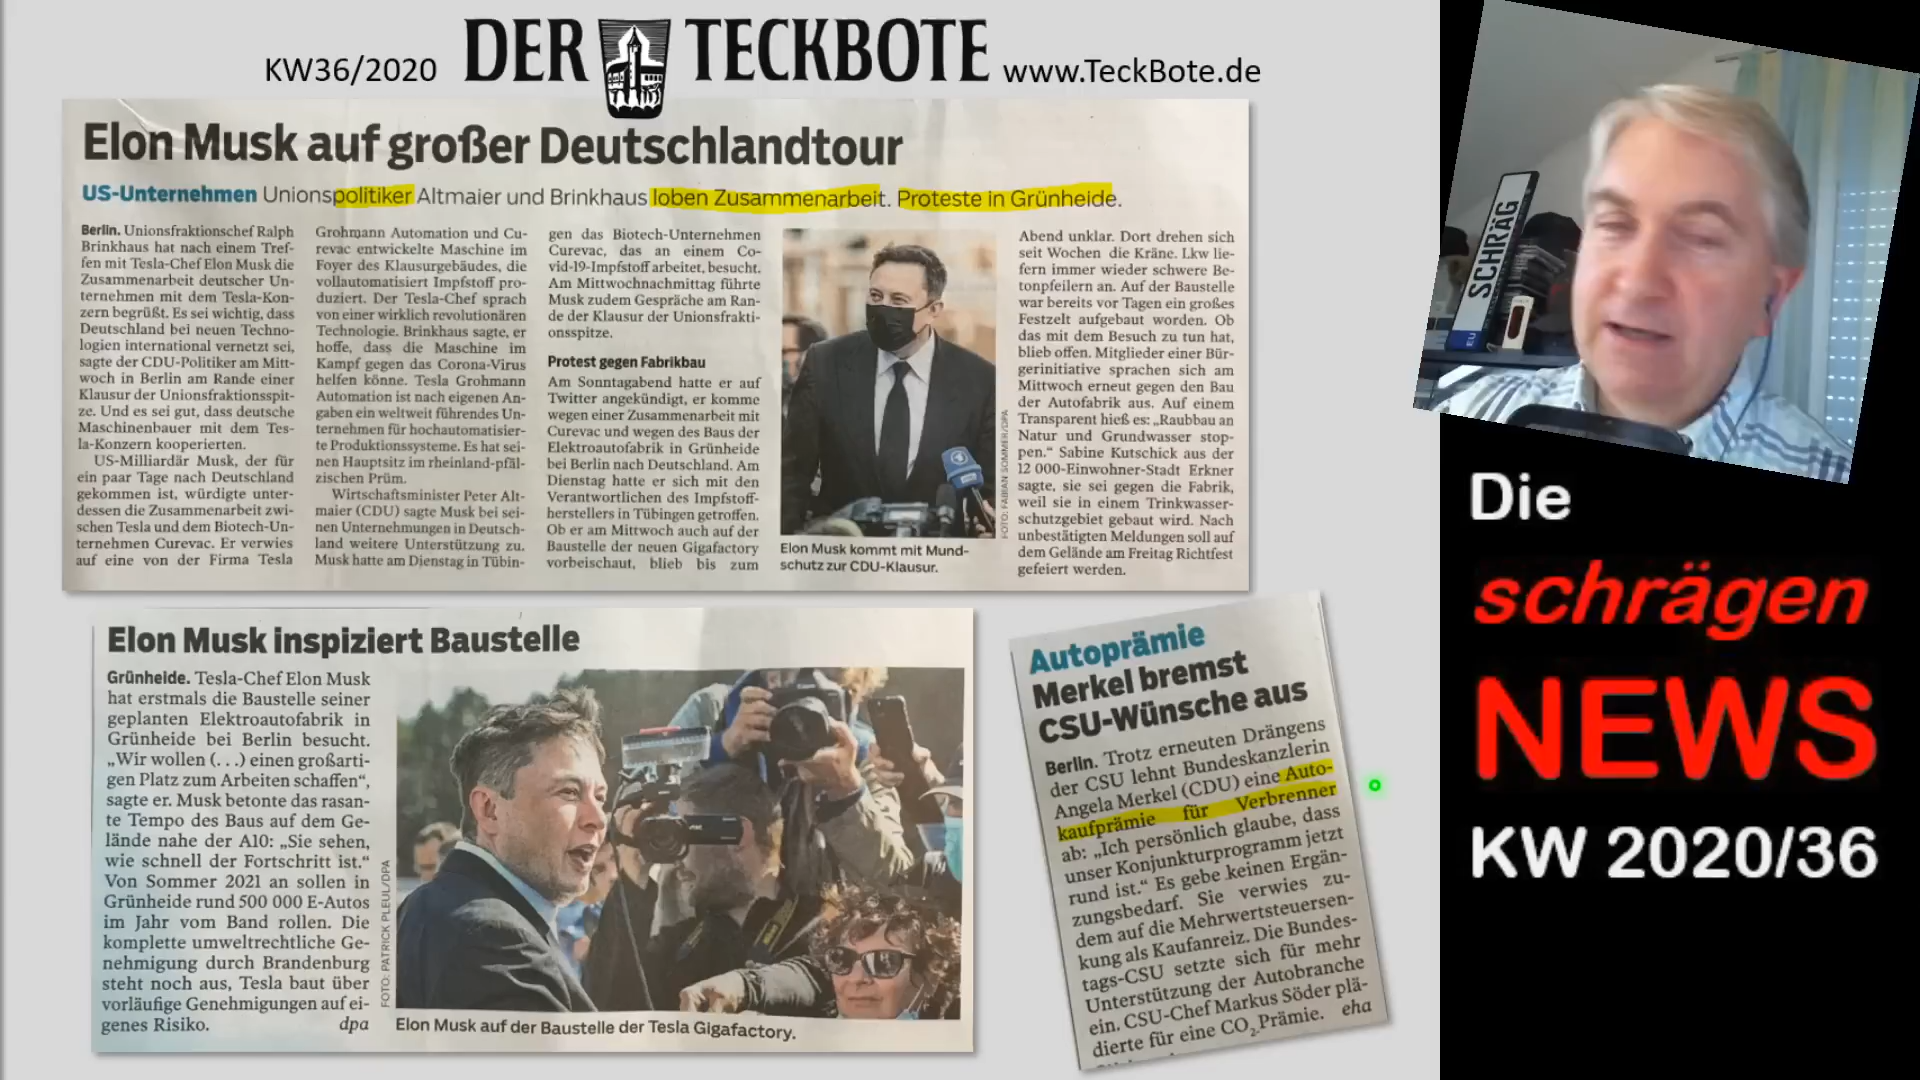 KW36/2020
DER TECKBOTE
www.TeckBote.de
Elon Musk auf großer Deutschlandtour
US-Unternehmen Unionspolitiker Altmaier und Brinkhaus loben Zusammenarbeit. Proteste in Grünheide.
Berlin. Unionsfraktionschef Ralph
Brinkhaus hat nach einem Tref-
fen mit Tesla-Chef Elon Musk die
Zusammenarbeit deutscher Un-
ternehmen mit dem Tesla-Kon-
zern begrüßt. Es sei wichtig, dass
Deutschland bei neuen Techno-
logien international vernetzt sei,
sagte der CDU-Politiker am Mitt-
woch in Berlin am Rande einer
Klausur der Unionsfraktionsspit-
ze. Und es sei gut, dass deutsche
Maschinenbauer mit dem Tes-
la-Konzern kooperierten.
US-Milliardär Musk, der für
ein paar Tage nach Deutschland
gekommen ist, würdigte unter-
dessen die Zusammenarbeit zwi-
schen Tesla und dem Biotech-Un-
ternehmen Curevac. Er verwies
auf eine von der Firma Tesla
Grohmann Automation und Cu-
revac entwickelte Maschine im
Foyer des Klausurgebäudes, die
vollautomatisiert Impfstoff pro-
duziert. Der Tesla-Chef sprach
von einer wirklich revolutionären
Technologie. Brinkhaus sagte, er
hoffe, dass die Maschine im
Kampf gegen das Corona-Virus
helfen könne. Tesla Grohmann
Automation ist nach eigenen An-
gaben ein weltweit führendes Un-
ternehmen für hochautomatisier-
te Produktionssysteme. Es hat sei-
nen Hauptsitz im rheinland-pfäl-
zischen Prüm.
Wirtschaftsminister Peter Alt-
maier (CDU) sagte Musk bei sei-
nen Unternehmungen in Deutsch-
land weitere Unterstützung zu.
Musk hatte am Dienstag in Tübin-
gen das Biotech-Unternehmen
Curevac, das an einem Co-
vid-19-Impfstoff arbeitet, besucht.
Am Mittwochnachmittag führte
Musk zudem Gespräche am Ran-
de der Klausur der Unionsfrakti-
onsspitze.
Protest gegen Fabrikbau
Am Sonntagabend hatte er auf
Twitter angekündigt, er komme
wegen einer Zusammenarbeit mit
Curevac und wegen des Baus der
Elektroautofabrik in Grünheide
bei Berlin nach Deutschland. Am
Dienstag hatte er sich mit den
Verantwortlichen des Impfstoff-
herstellers in Tübingen getroffen.
Ob er am Mittwoch auch auf der
Baustelle der neuen Gigafactory
vorbeischaut, blieb bis zum
FOTO: FABIAN SOMMER/DPA
Elon Musk kommt mit Mund-
schutz zur CDU-Klausur.
Abend unklar. Dort drehen sich
seit Wochen die Kräne. Lkw lie-
fern immer wieder schwere Be-
tonpfeilern an. Auf der Baustelle
war bereits vor Tagen ein großes
Festzelt aufgebaut worden. Ob
das mit dem Besuch zu tun hat,
blieb offen. Mitglieder einer Bür-
gerinitiative sprachen sich am
Mittwoch erneut gegen den Bau
der Autofabrik aus. Auf einem
Transparent hieß es: „Raubbau an
Natur und Grundwasser stop-
pen.“ Sabine Kutschick aus der
12 000-Einwohner-Stadt Erkner
sagte, sie sei gegen die Fabrik,
weil sie in einem Trinkwasser-
schutzgebiet gebaut wird. Nach
unbestätigten Meldungen soll auf
dem Gelände am Freitag Richtfest
gefeiert werden.
Elon Musk inspiziert Baustelle
Grünheide. Tesla-Chef Elon Musk
hat erstmals die Baustelle seiner
geplanten Elektroautofabrik in
Grünheide bei Berlin besucht.
„Wir wollen (. . .) einen großarti-
gen Platz zum Arbeiten schaffen“,
sagte er. Musk betonte das rasan-
te Tempo des Baus auf dem Ge-
lände nahe der A10: „Sie sehen,
wie schnell der Fortschritt ist.“
Von Sommer 2021 an sollen in
Grünheide rund 500 000 E-Autos
im Jahr vom Band rollen. Die
komplette umweltrechtliche Ge-
nehmigung durch Brandenburg
steht noch aus, Tesla baut über
vorläufige Genehmigungen auf ei-
genes Risiko. dpa
FOTO: PATRICK PLEUL/DPA
Elon Musk auf der Baustelle der Tesla Gigafactory.
Autoprämie
Merkel bremst
CSU-Wünsche aus
Berlin. Trotz erneuten Drängens
der CSU lehnt Bundeskanzlerin
Angela Merkel (CDU) eine Auto-
kaufprämie für Verbrenner
ab: „Ich persönlich glaube, dass
unser Konjunkturprogramm jetzt
rund ist.“ Es gebe keinen Ergän-
zungsbedarf. Sie verwies zu-
dem auf die Mehrwertsteuersen-
kung als Kaufanreiz. Die Bundes-
tags-CSU setzte sich für mehr
Unterstützung der Autobranche
ein. CSU-Chef Markus Söder plä-
dierte für eine CO₂-Prämie. eha
SCHRÄG
EU
Die
schrägen
NEWS
KW 2020/36